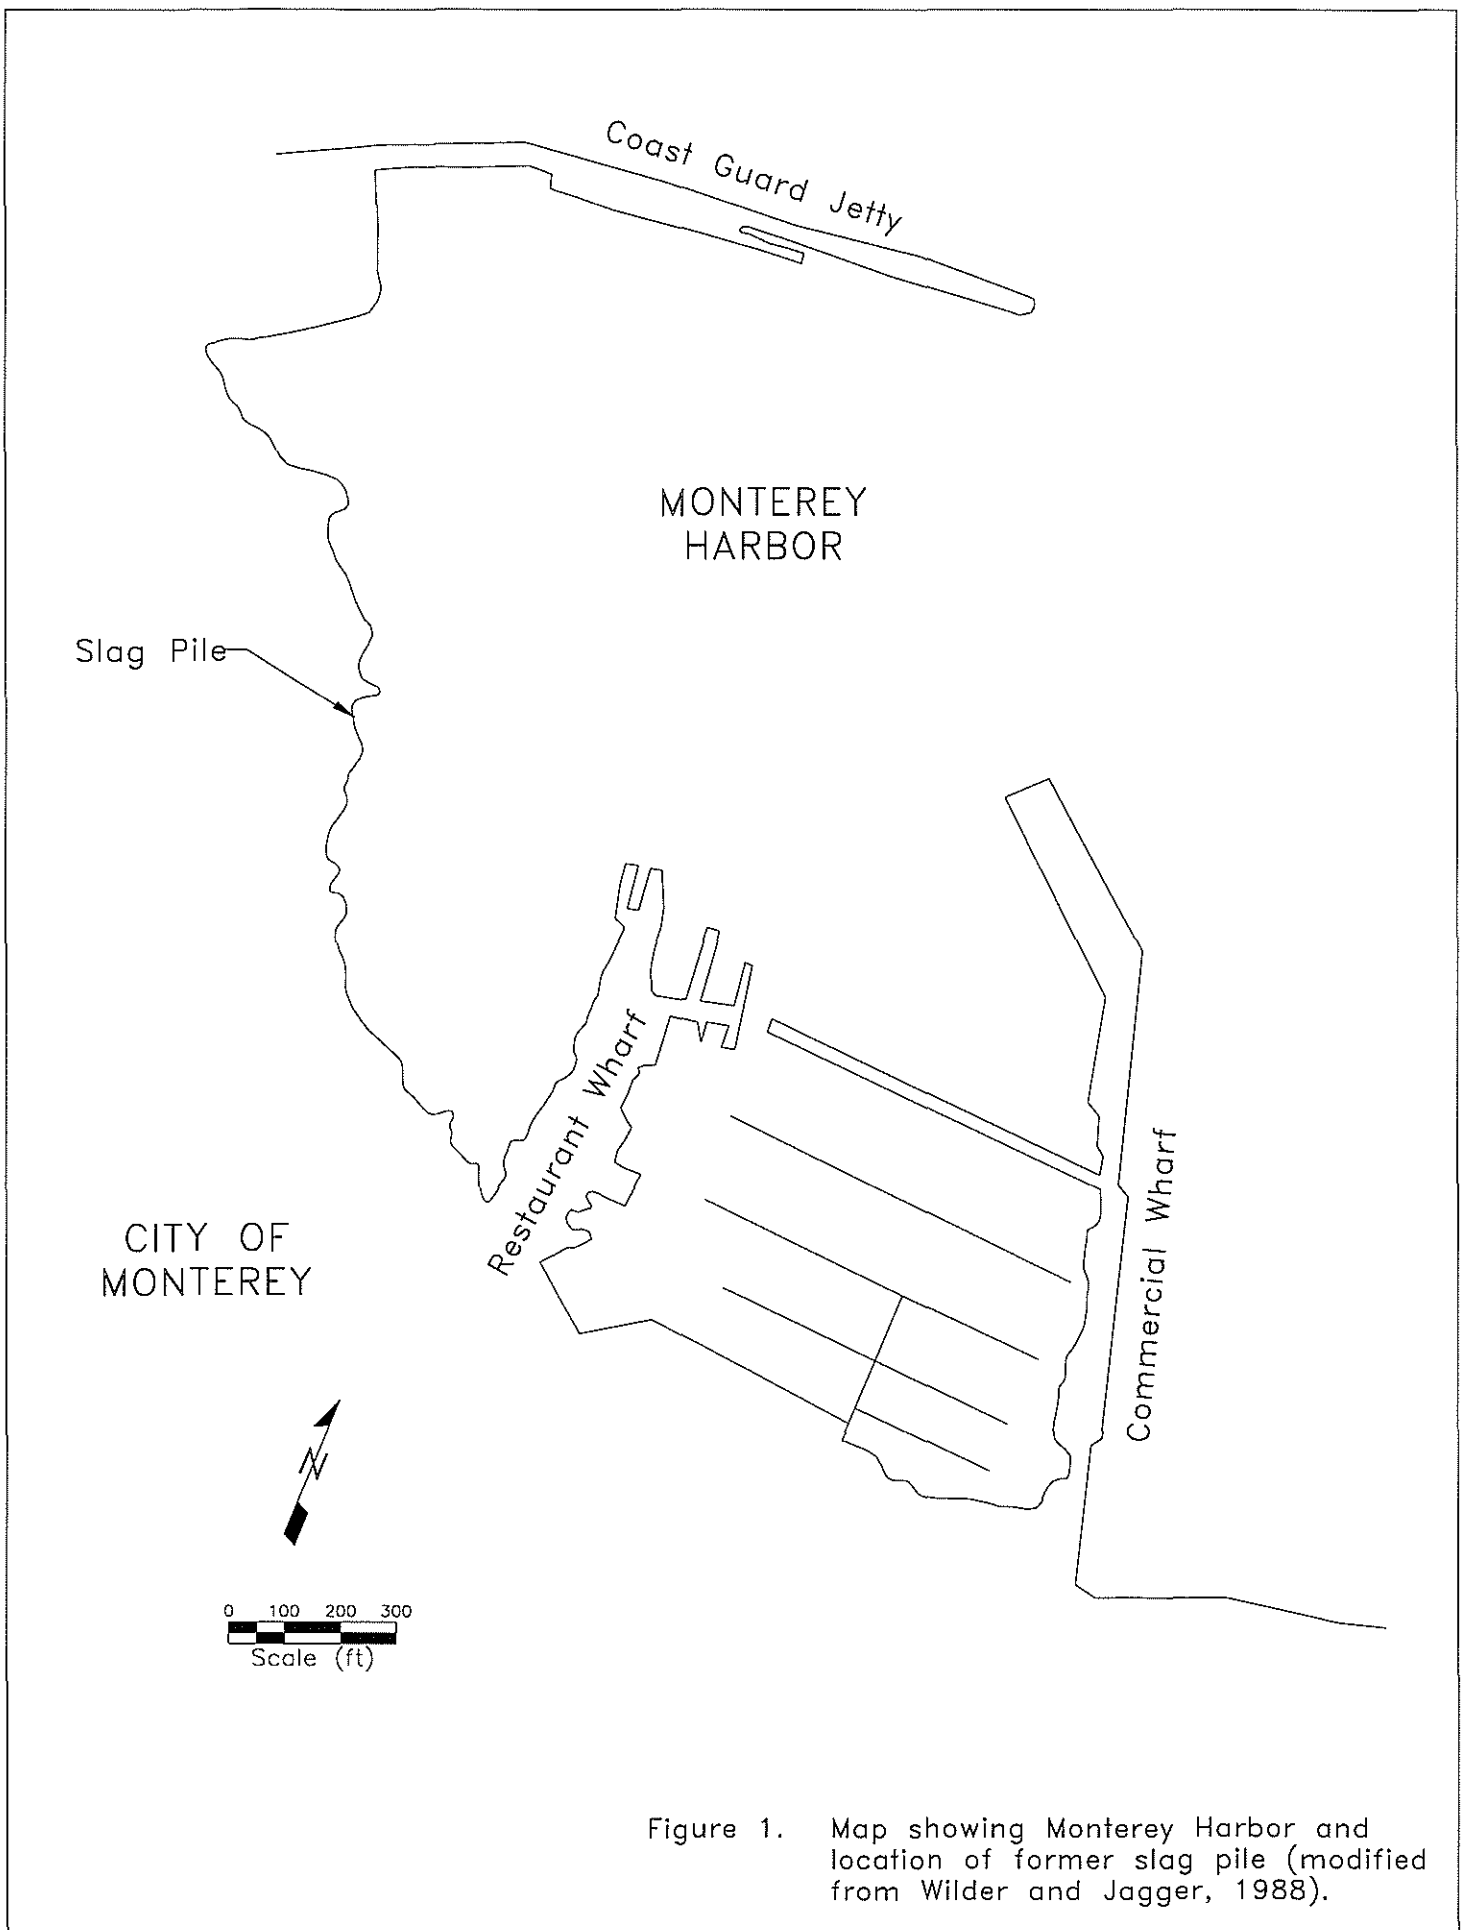 Coast Guard Jetty
MONTEREY
HARBOR
Slag Pile
Restaurant Wharf
Commercial Wharf
CITY OF
MONTEREY
N
0 100 200 300
Scale (ft)
Figure 1. Map showing Monterey Harbor and
location of former slag pile (modified
from Wilder and Jagger, 1988).